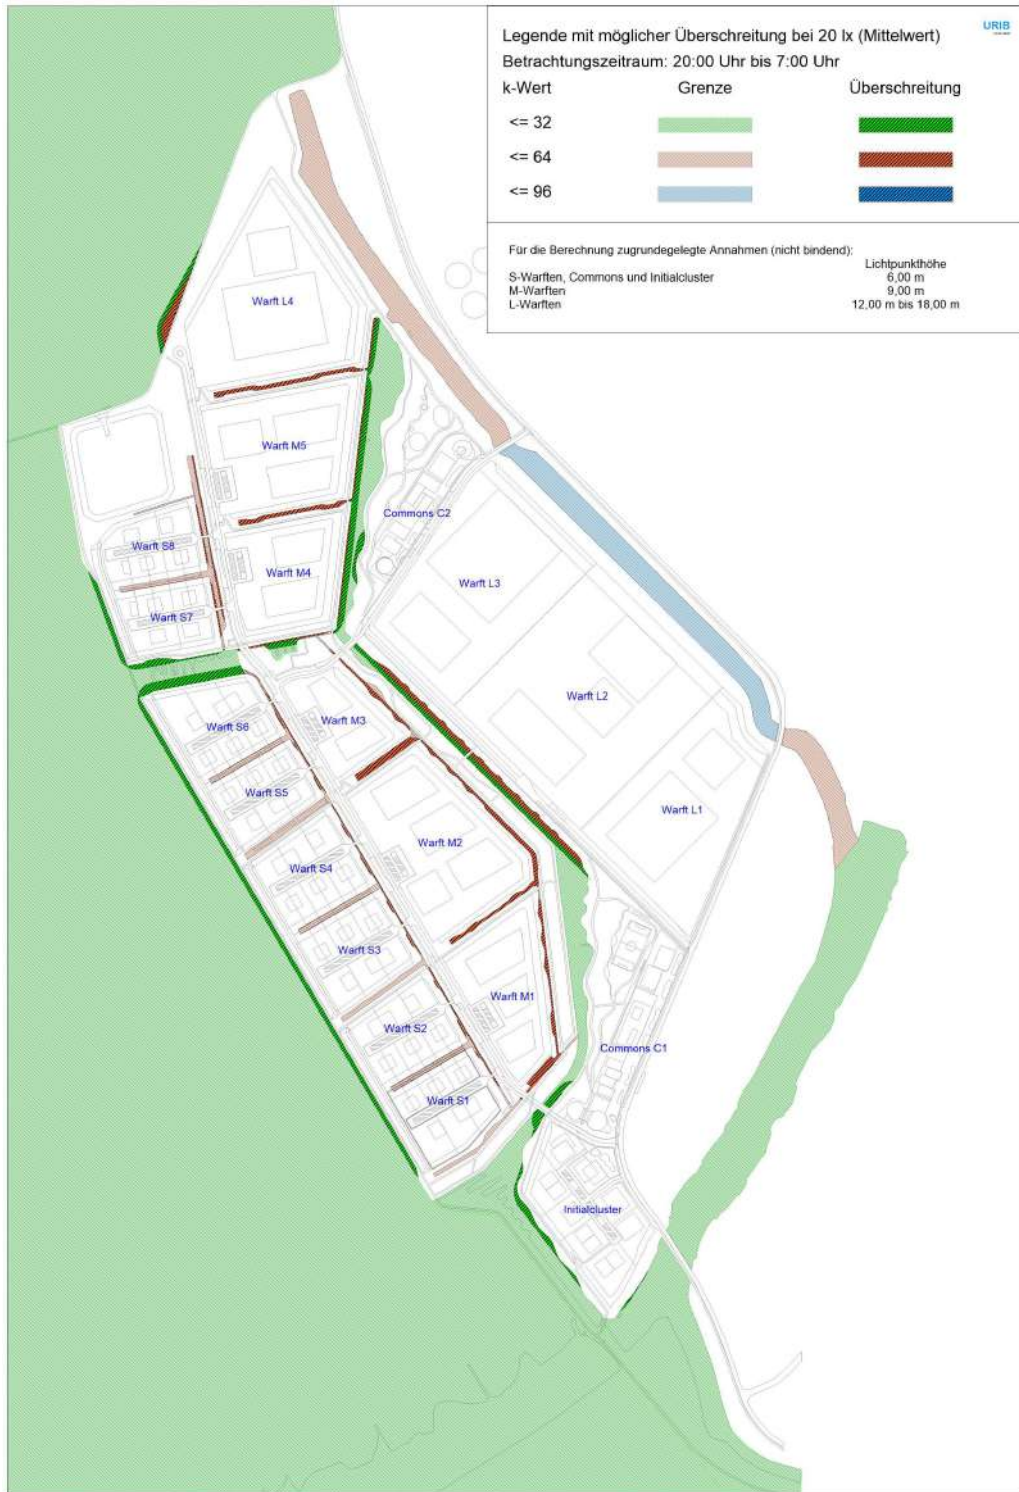 URIB
Legende mit möglicher Überschreitung bei 20 lx (Mittelwert)
Betrachtungszeitraum: 20:00 Uhr bis 7:00 Uhr
k-Wert Grenze Überschreitung
<= 32
<= 64
<= 96
Für die Berechnung zugrundegelegte Annahmen (nicht bindend):
Lichtpunkthöhe
S-Warften, Commons und Initialcluster 6,00 m
M-Warften 9,00 m
L-Warften 12,00 m bis 18,00 m
Warft L4
Warft M5
Commons C2
Warft S8
Warft M4
Warft L3
Warft S7
Warft L2
Warft M3
Warft S6
Warft S5
Warft L1
Warft M2
Warft S4
Warft S3
Warft M1
Warft S2
Commons C1
Warft S1
Initialcluster